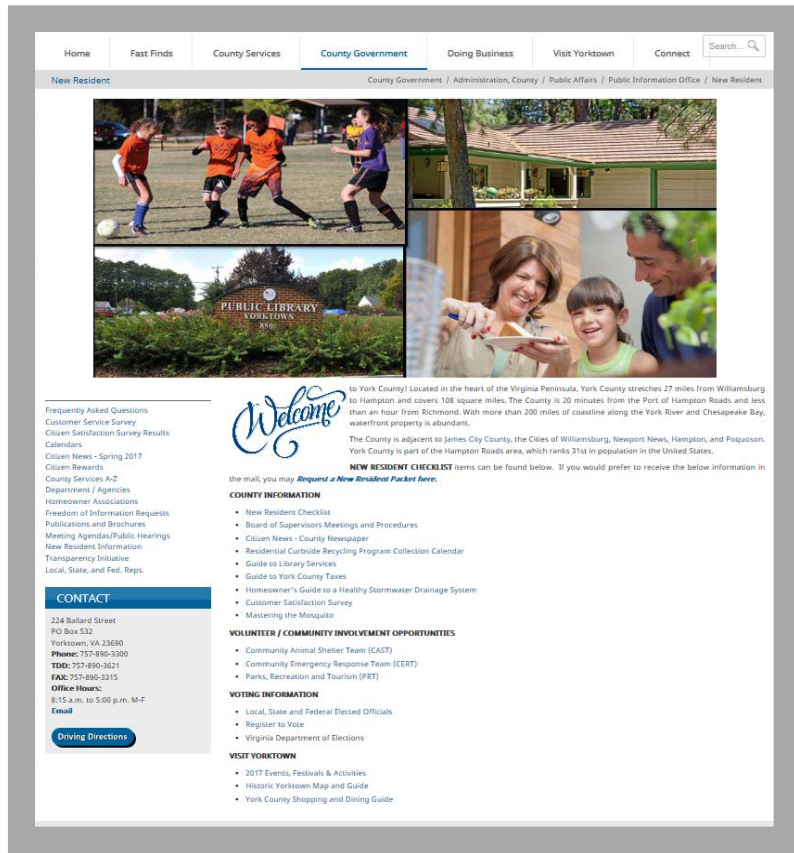 Home Fast Finds County Services County Government Doing Business Visit Yorktown Connect Search...
New Resident County Government / Administration, County / Public Affairs / Public Information Office / New Resident
PUBLIC LIBRARY
YORKTOWN
Frequently Asked Questions
Customer Service Survey
Citizen Satisfaction Survey Results
Calendars
Citizen News - Spring 2017
Citizen Rewards
County Services A-Z
Department / Agencies
Homeowner Associations
Freedom of Information Requests
Publications and Brochures
Meeting Agendas/Public Hearings
New Resident Information
Transparency Initiative
Local, State, and Fed. Reps.
CONTACT
224 Ballard Street
PO Box 532
Yorktown, VA 23690
Phone: 757-890-3300
TDD: 757-890-3621
FAX: 757-890-3315
Office Hours:
8:15 a.m. to 5:00 p.m. M-F
Email
Driving Directions
Welcome
to York County! Located in the heart of the Virginia Peninsula, York County stretches 27 miles from Williamsburg
to Hampton and covers 108 square miles. The County is 20 minutes from the Port of Hampton Roads and less
than an hour from Richmond. With more than 200 miles of coastline along the York River and Chesapeake Bay,
waterfront property is abundant.
The County is adjacent to James City County, the Cities of Williamsburg, Newport News, Hampton, and Poquoson.
York County is part of the Hampton Roads area, which ranks 31st in population in the United States.
NEW RESIDENT CHECKLIST items can be found below. If you would prefer to receive the below information in
the mail, you may Request a New Resident Packet here.
COUNTY INFORMATION
• New Resident Checklist
• Board of Supervisors Meetings and Procedures
• Citizen News - County Newspaper
• Residential Curbside Recycling Program Collection Calendar
• Guide to Library Services
• Guide to York County Taxes
• Homeowner's Guide to a Healthy Stormwater Drainage System
• Customer Satisfaction Survey
• Mastering the Mosquito
VOLUNTEER / COMMUNITY INVOLVEMENT OPPORTUNITIES
• Community Animal Shelter Team (CAST)
• Community Emergency Response Team (CERT)
• Parks, Recreation and Tourism (PRT)
VOTING INFORMATION
• Local, State and Federal Elected Officials
• Register to Vote
• Virginia Department of Elections
VISIT YORKTOWN
• 2017 Events, Festivals & Activities
• Historic Yorktown Map and Guide
• York County Shopping and Dining Guide